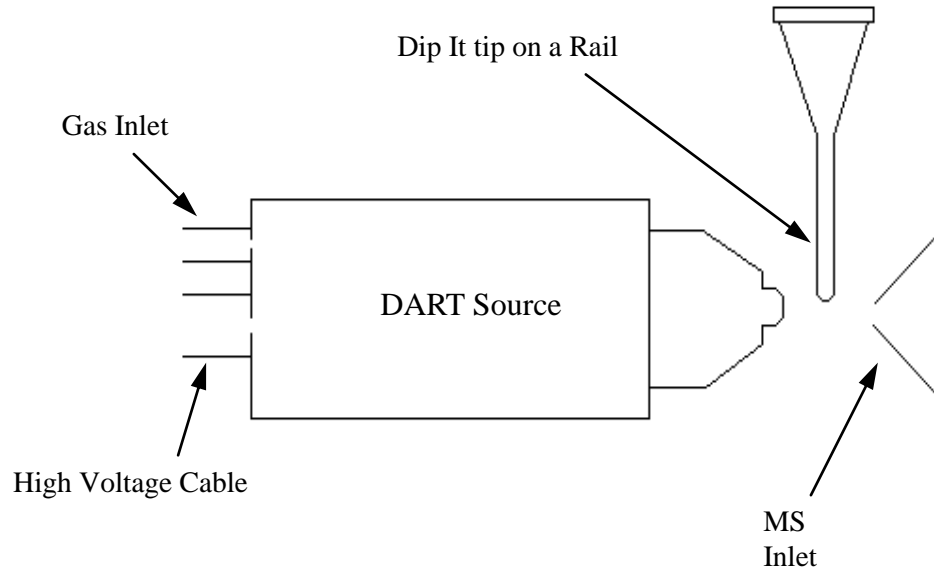 Dip It tip on a Rail
Gas Inlet
DART Source
High Voltage Cable
MS
Inlet